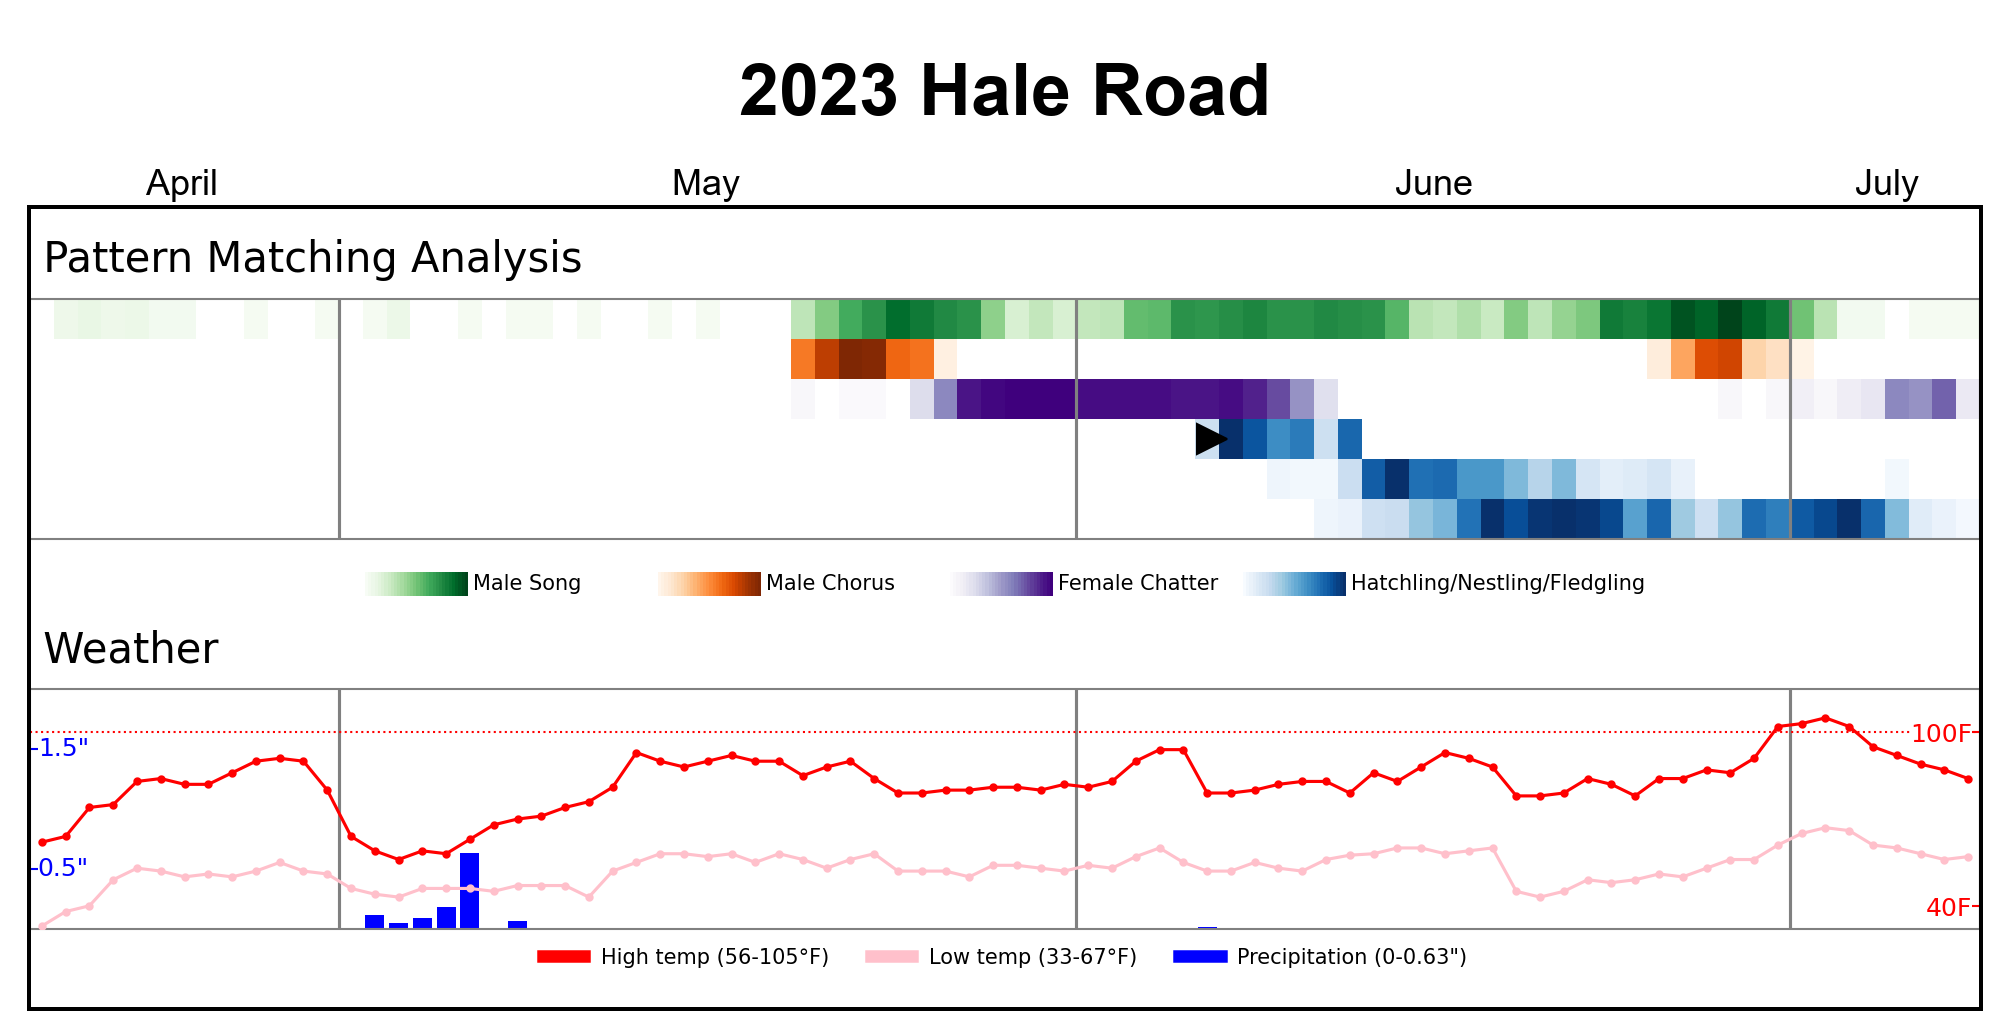 2023 Hale Road
April May June July
Pattern Matching Analysis
Male Song Male Chorus Female Chatter Hatchling/Nestling/Fledgling
Weather
100F
1.5"
0.5"
40F
High temp (56-105°F) Low temp (33-67°F) Precipitation (0-0.63")